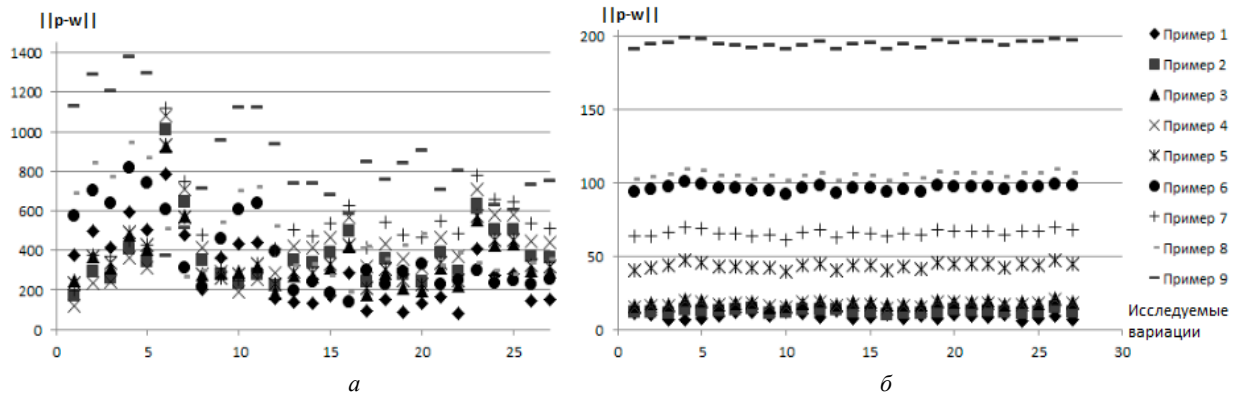 ||p-w||
1400
1200
1000
800
600
400
200
0
0 5 10 15 20 25
а
||p-w||
200
150
100
50
0
0 5 10 15 20 25 30
б
Пример 1
Пример 2
Пример 3
Пример 4
Пример 5
Пример 6
Пример 7
Пример 8
Пример 9
Исследуемые
вариации